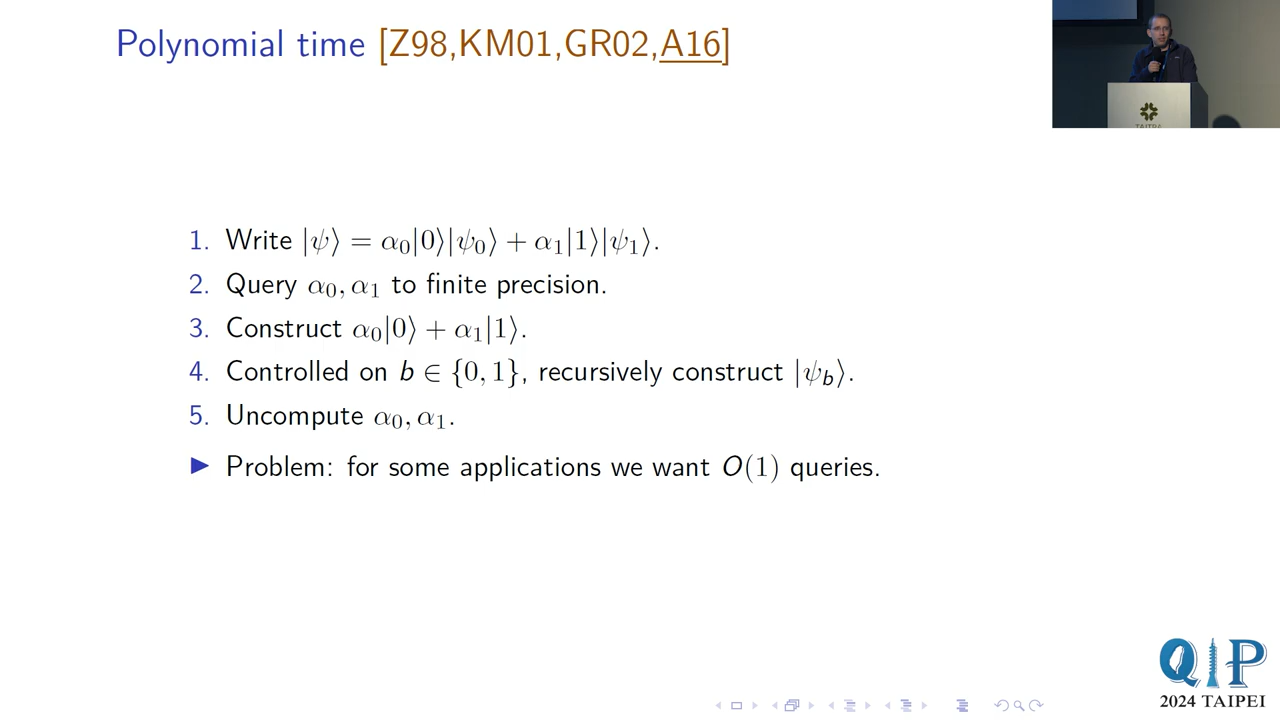 Polynomial time [Z98,KM01,GR02,A16]
TAITRA
1. Write |ψ⟩ = α₀|0⟩|ψ₀⟩ + α₁|1⟩|ψ₁⟩.
2. Query α₀, α₁ to finite precision.
3. Construct α₀|0⟩ + α₁|1⟩.
4. Controlled on b ∈ {0, 1}, recursively construct |ψ_b⟩.
5. Uncompute α₀, α₁.
▶ Problem: for some applications we want O(1) queries.
QIP
2024 TAIPEI